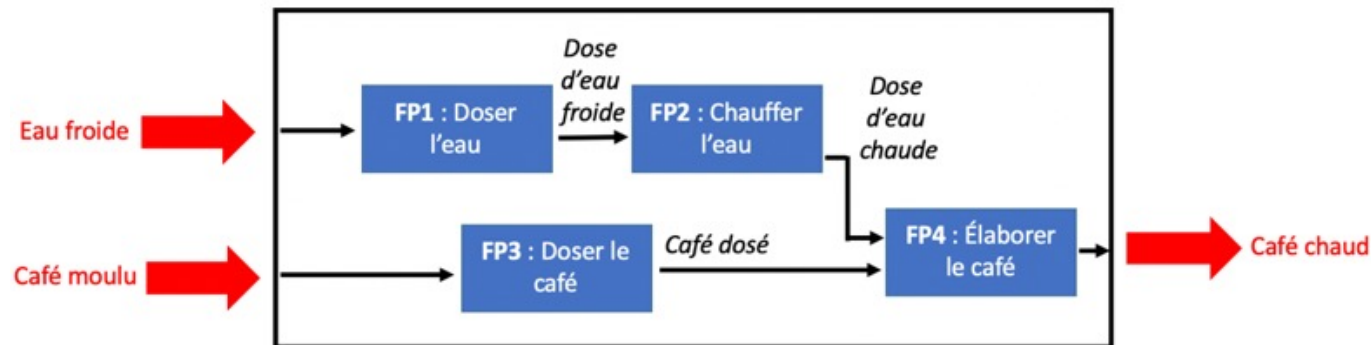 Eau froide
FP1 : Doser
l'eau
Dose
d'eau
froide
FP2 : Chauffer
l'eau
Dose
d'eau
chaude
Café moulu
FP3 : Doser le
café
Café dosé
FP4 : Élaborer
le café
Café chaud